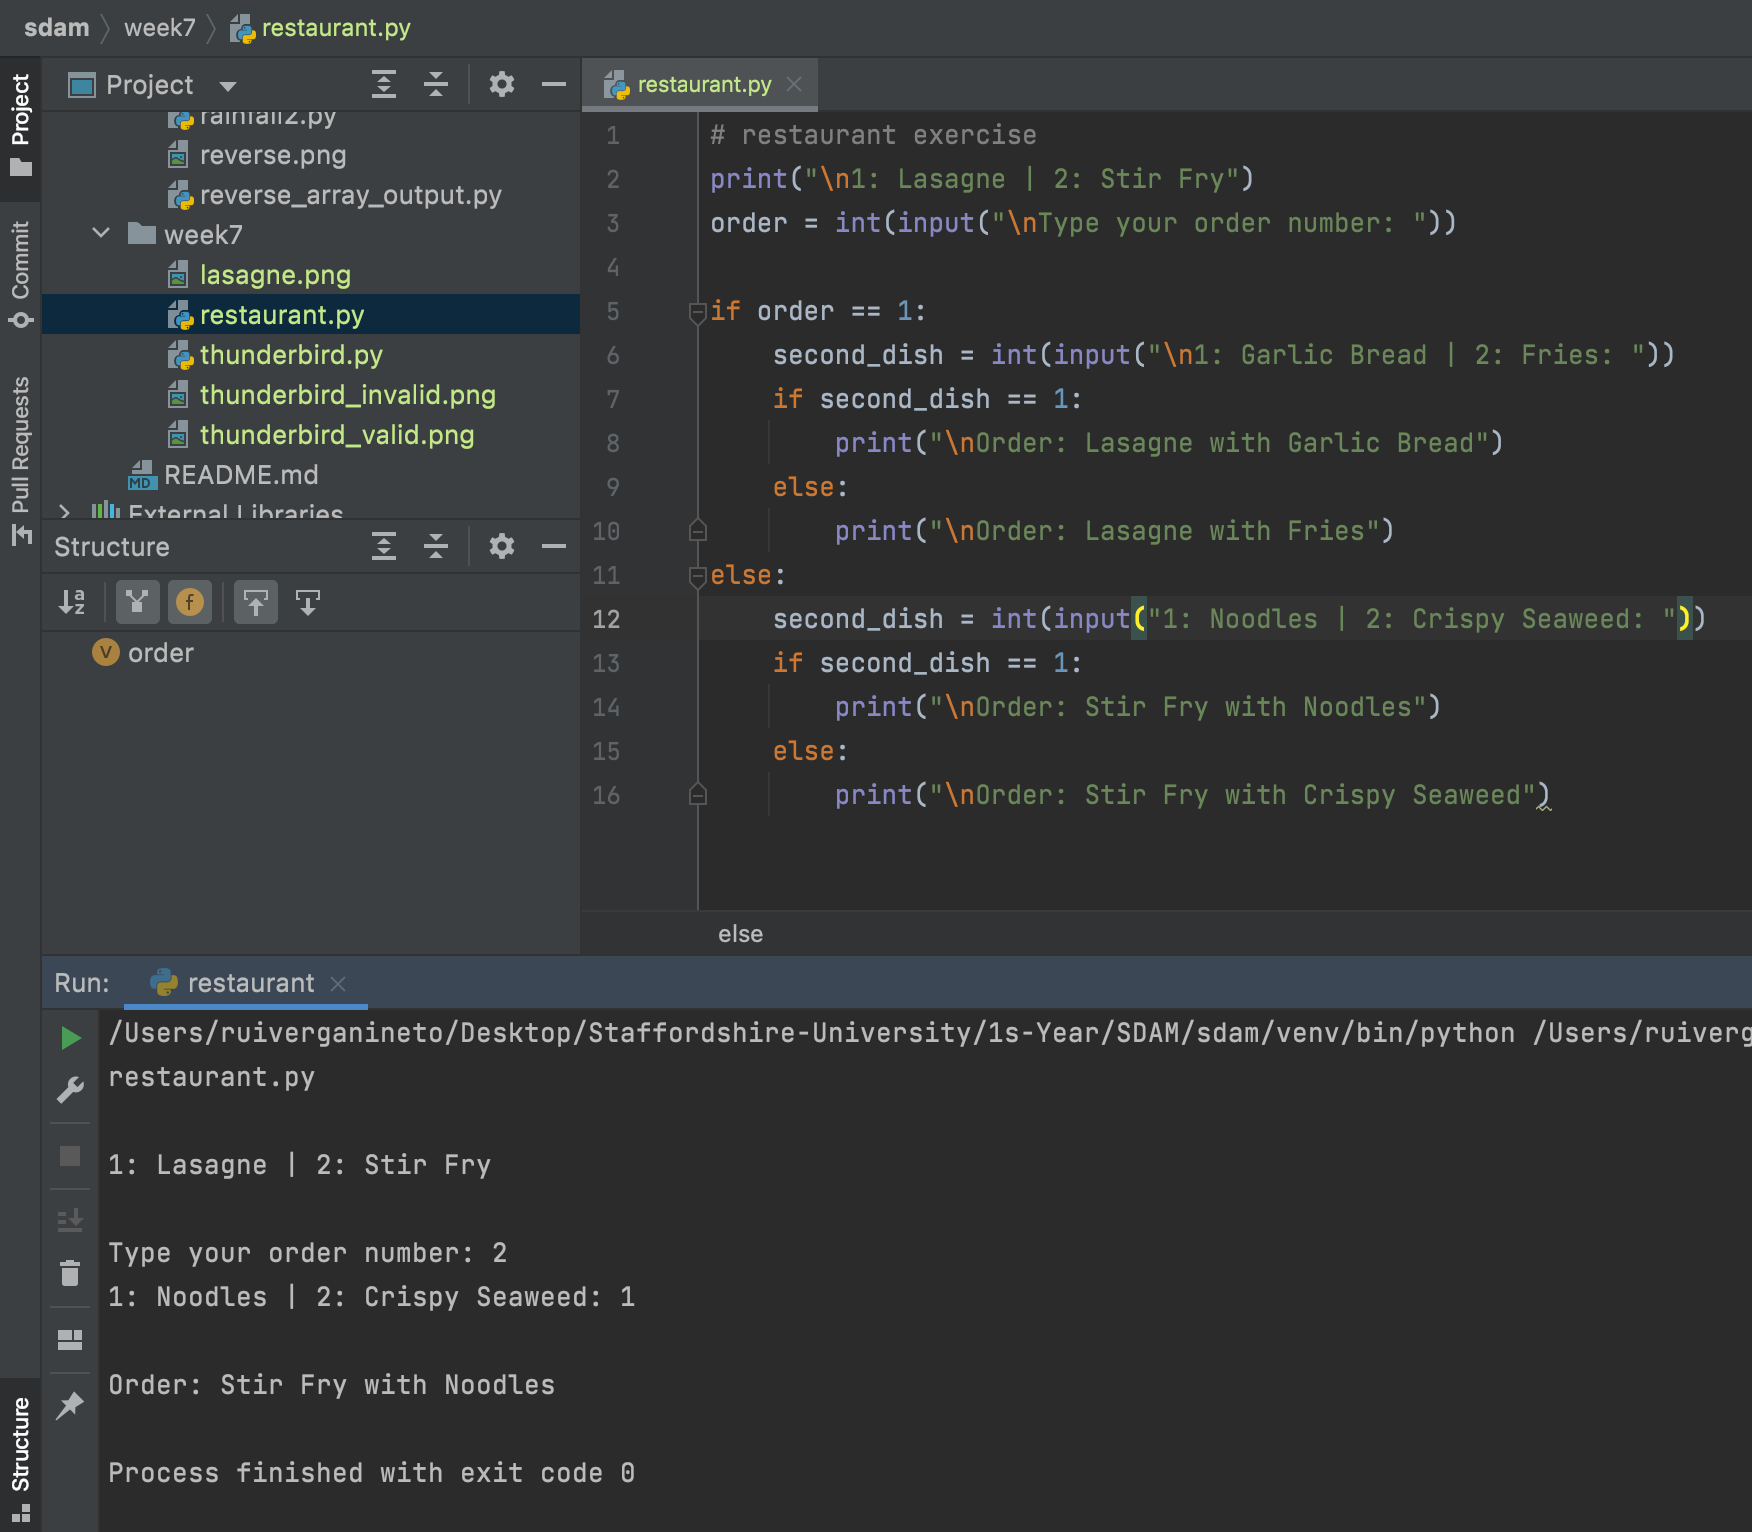 sdam week7 restaurant.py
Project
Commit
Pull Requests
Structure
Project
rainfall2.py
reverse.png
reverse_array_output.py
week7
lasagne.png
restaurant.py
thunderbird.py
thunderbird_invalid.png
thunderbird_valid.png
MD README.md
External Libraries
Structure
a z f
v order
restaurant.py
1 # restaurant exercise
2 print("\n1: Lasagne | 2: Stir Fry")
3 order = int(input("\nType your order number: "))
4
5 if order == 1:
6     second_dish = int(input("\n1: Garlic Bread | 2: Fries: "))
7     if second_dish == 1:
8         print("\nOrder: Lasagne with Garlic Bread")
9     else:
10         print("\nOrder: Lasagne with Fries")
11 else:
12     second_dish = int(input("1: Noodles | 2: Crispy Seaweed: "))
13     if second_dish == 1:
14         print("\nOrder: Stir Fry with Noodles")
15     else:
16         print("\nOrder: Stir Fry with Crispy Seaweed")
else
Run: restaurant
/Users/ruiverganineto/Desktop/Staffordshire-University/1s-Year/SDAM/sdam/venv/bin/python /Users/ruiverg
restaurant.py
1: Lasagne | 2: Stir Fry
Type your order number: 2
1: Noodles | 2: Crispy Seaweed: 1
Order: Stir Fry with Noodles
Process finished with exit code 0